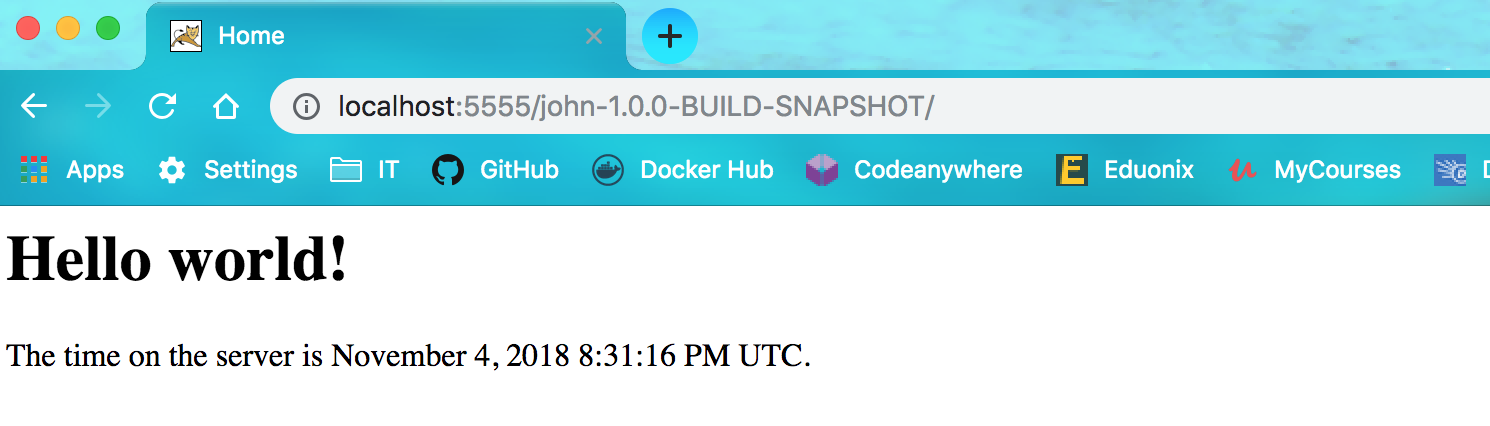 Home
localhost:5555/john-1.0.0-BUILD-SNAPSHOT/
Apps Settings IT GitHub Docker Hub Codeanywhere Eduonix MyCourses
Hello world!
The time on the server is November 4, 2018 8:31:16 PM UTC.